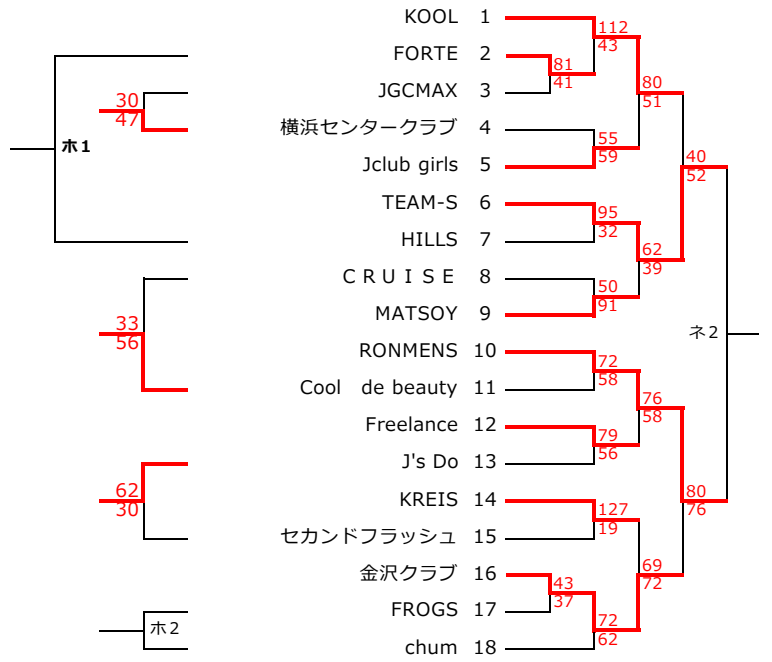 KOOL 1
112
43
FORTE 2
81
41
80
51
JGCMAX 3
30
47
横浜センタークラブ 4
55
59
ホ1
Jclub girls 5
40
52
TEAM-S 6
95
32
HILLS 7
62
39
ＣＲＵＩＳＥ 8
50
91
MATSOY 9
33
56
ネ2
RONMENS 10
72
58
Cool　de beauty 11
76
58
Freelance 12
79
56
J's Do 13
62
30
KREIS 14
80
76
127
19
セカンドフラッシュ 15
金沢クラブ 16
43
37
69
72
FROGS 17
ホ2
72
62
chum 18